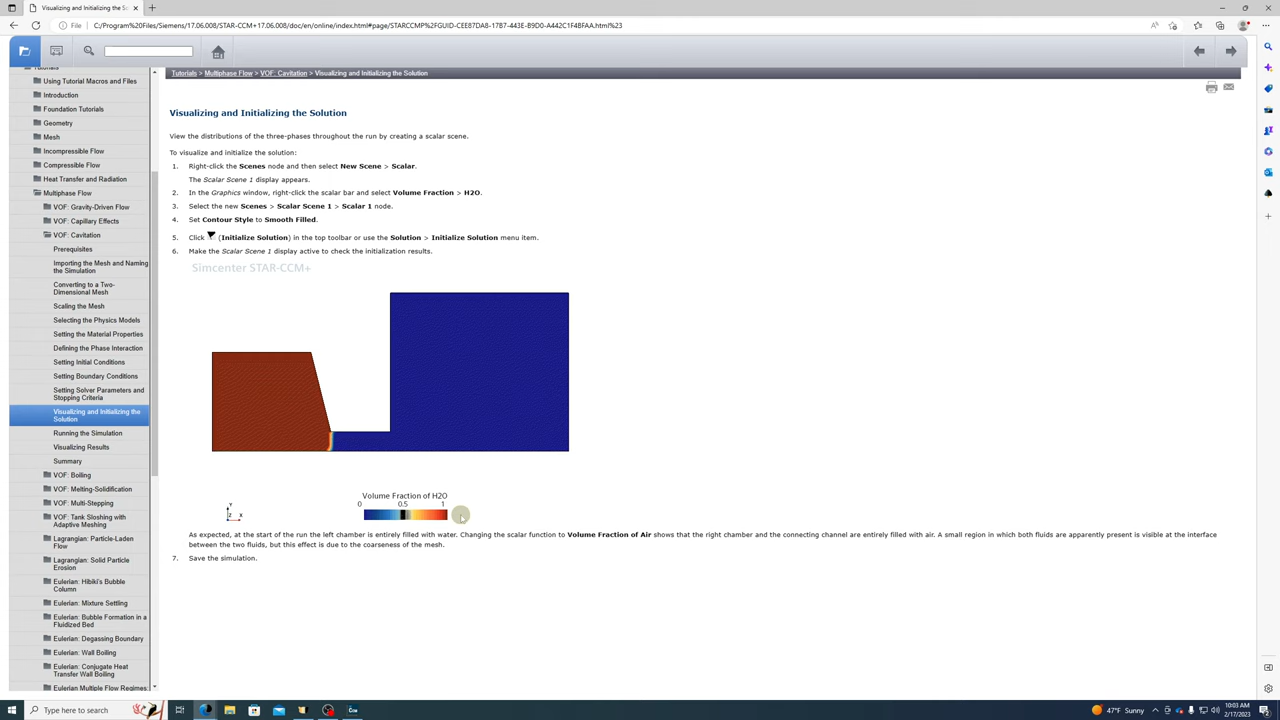 Visualizing and Initializing the So
File
C:/Program%20Files/Siemens/17.06.008/STAR-CCM+17.06.008/doc/en/online/index.html#page/STARCCMP%2FGUID-CEE87DA8-17B7-443E-B9D0-A442C1F48FAA.html%23
Tutorials > Multiphase Flow > VOF: Cavitation > Visualizing and Initializing the Solution
Tutorials
Using Tutorial Macros and Files
Introduction
Foundation Tutorials
Geometry
Mesh
Incompressible Flow
Compressible Flow
Heat Transfer and Radiation
Multiphase Flow
VOF: Gravity-Driven Flow
VOF: Capillary Effects
VOF: Cavitation
Prerequisites
Importing the Mesh and Naming
the Simulation
Converting to a Two-
Dimensional Mesh
Scaling the Mesh
Selecting the Physics Models
Setting the Material Properties
Defining the Phase Interaction
Setting Initial Conditions
Setting Boundary Conditions
Setting Solver Parameters and
Stopping Criteria
Visualizing and Initializing the
Solution
Running the Simulation
Visualizing Results
Summary
VOF: Boiling
VOF: Melting-Solidification
VOF: Multi-Stepping
VOF: Tank Sloshing with
Adaptive Meshing
Lagrangian: Particle-Laden
Flow
Lagrangian: Solid Particle
Erosion
Eulerian: Hibiki's Bubble
Column
Eulerian: Mixture Settling
Eulerian: Bubble Formation in a
Fluidized Bed
Eulerian: Degassing Boundary
Eulerian: Wall Boiling
Eulerian: Conjugate Heat
Transfer Wall Boiling
Eulerian Multiple Flow Regimes:
Visualizing and Initializing the Solution
View the distributions of the three-phases throughout the run by creating a scalar scene.
To visualize and initialize the solution:
1. Right-click the Scenes node and then select New Scene > Scalar.
The Scalar Scene 1 display appears.
2. In the Graphics window, right-click the scalar bar and select Volume Fraction > H2O.
3. Select the new Scenes > Scalar Scene 1 > Scalar 1 node.
4. Set Contour Style to Smooth Filled.
5. Click (Initialize Solution) in the top toolbar or use the Solution > Initialize Solution menu item.
6. Make the Scalar Scene 1 display active to check the initialization results.
Simcenter STAR-CCM+
Volume Fraction of H2O
0 0.5 1
Y
Z X
As expected, at the start of the run the left chamber is entirely filled with water. Changing the scalar function to Volume Fraction of Air shows that the right chamber and the connecting channel are entirely filled with air. A small region in which both fluids are apparently present is visible at the interface
between the two fluids, but this effect is due to the coarseness of the mesh.
7. Save the simulation.
Type here to search
47°F Sunny
10:03 AM
2/17/2023